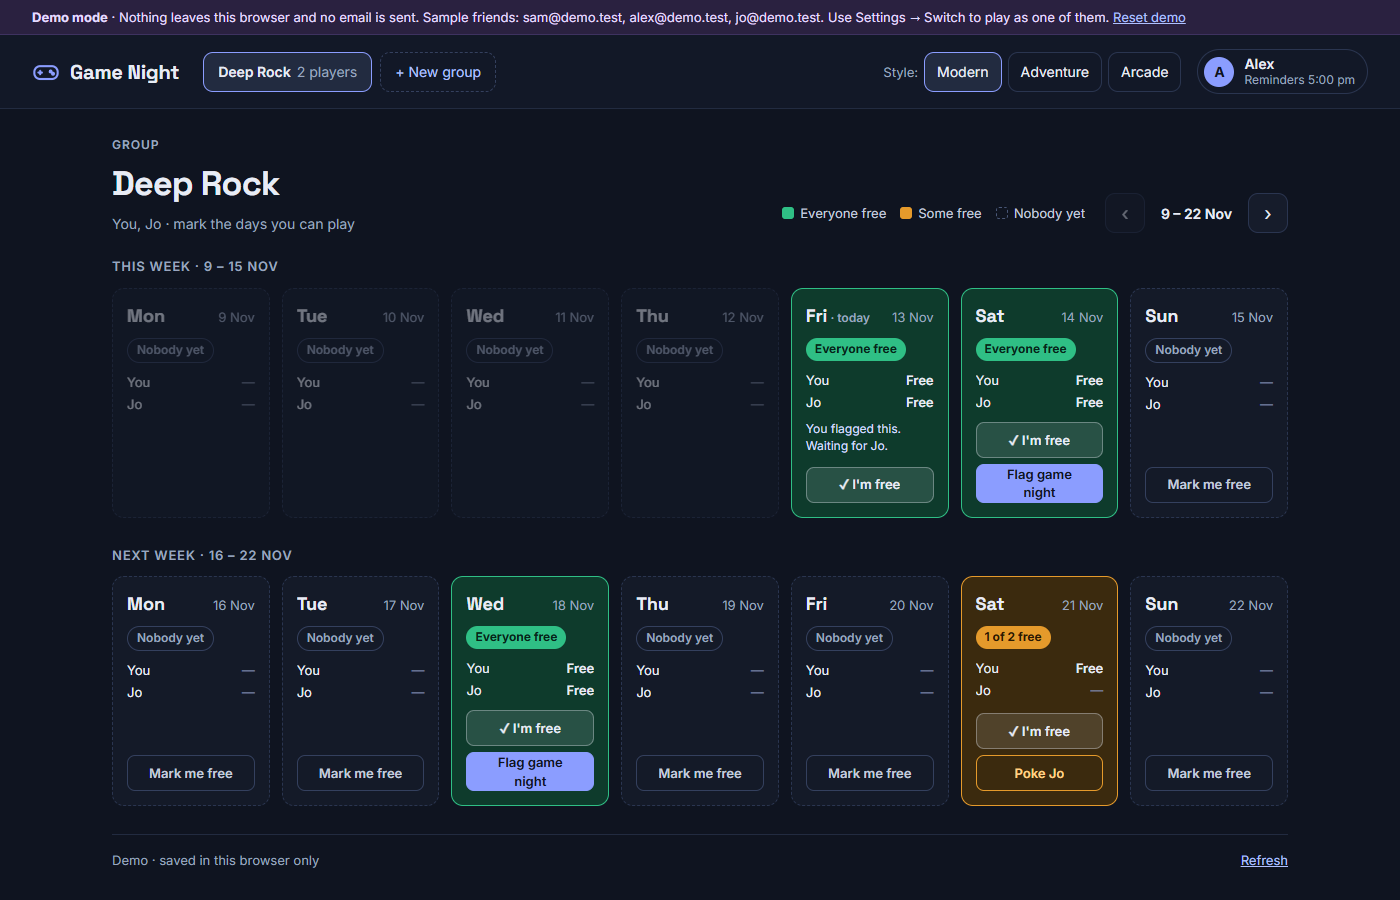 Demo mode · Nothing leaves this browser and no email is sent. Sample friends: sam@demo.test, alex@demo.test, jo@demo.test. Use Settings → Switch to play as one of them. Reset demo
Game Night
Deep Rock 2 players
+ New group
Style:
Modern
Adventure
Arcade
A
Alex
Reminders 5:00 pm
GROUP
Deep Rock
You, Jo · mark the days you can play
Everyone free
Some free
Nobody yet
‹
9 – 22 Nov
›
THIS WEEK · 9 – 15 NOV
Mon 9 Nov
Nobody yet
You —
Jo —
Tue 10 Nov
Nobody yet
You —
Jo —
Wed 11 Nov
Nobody yet
You —
Jo —
Thu 12 Nov
Nobody yet
You —
Jo —
Fri · today 13 Nov
Everyone free
You Free
Jo Free
You flagged this.
Waiting for Jo.
✓ I'm free
Sat 14 Nov
Everyone free
You Free
Jo Free
✓ I'm free
Flag game
night
Sun 15 Nov
Nobody yet
You —
Jo —
Mark me free
NEXT WEEK · 16 – 22 NOV
Mon 16 Nov
Nobody yet
You —
Jo —
Mark me free
Tue 17 Nov
Nobody yet
You —
Jo —
Mark me free
Wed 18 Nov
Everyone free
You Free
Jo Free
✓ I'm free
Flag game
night
Thu 19 Nov
Nobody yet
You —
Jo —
Mark me free
Fri 20 Nov
Nobody yet
You —
Jo —
Mark me free
Sat 21 Nov
1 of 2 free
You Free
Jo —
✓ I'm free
Poke Jo
Sun 22 Nov
Nobody yet
You —
Jo —
Mark me free
Demo · saved in this browser only
Refresh